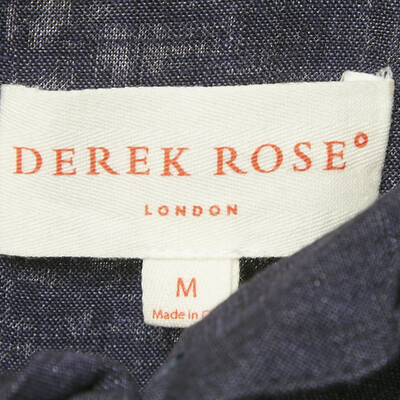 DEREK ROSE°
LONDON
M
Made in